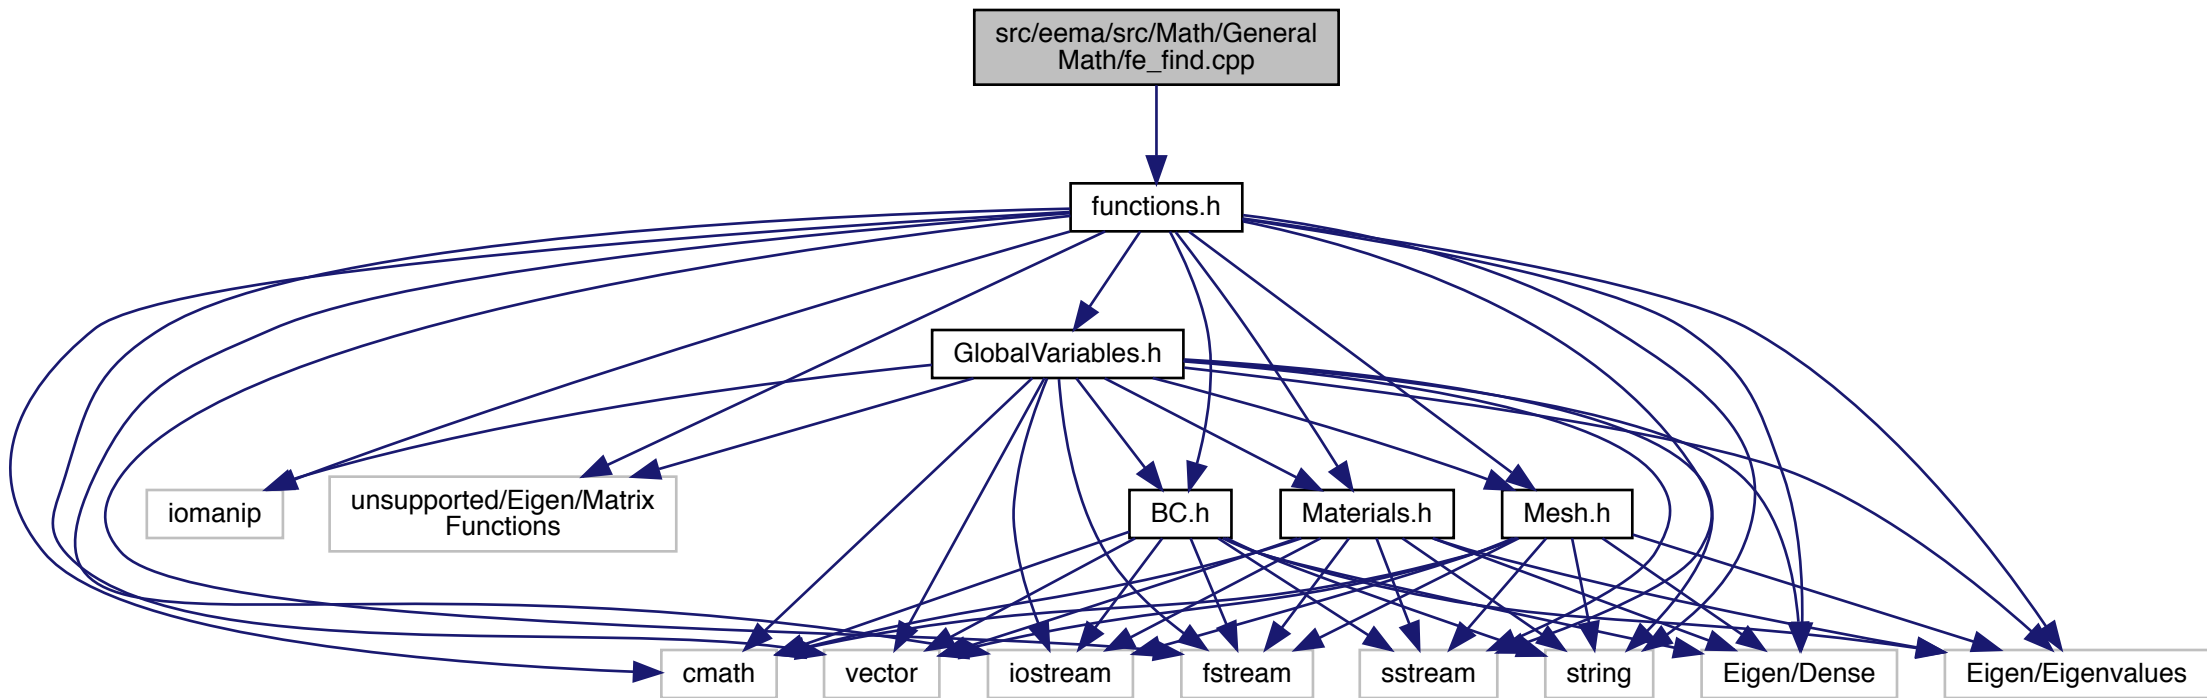 src/eema/src/Math/General
Math/fe_find.cpp
functions.h
GlobalVariables.h
iomanip
unsupported/Eigen/Matrix
Functions
BC.h
Materials.h
Mesh.h
cmath
vector
iostream
fstream
sstream
string
Eigen/Dense
Eigen/Eigenvalues